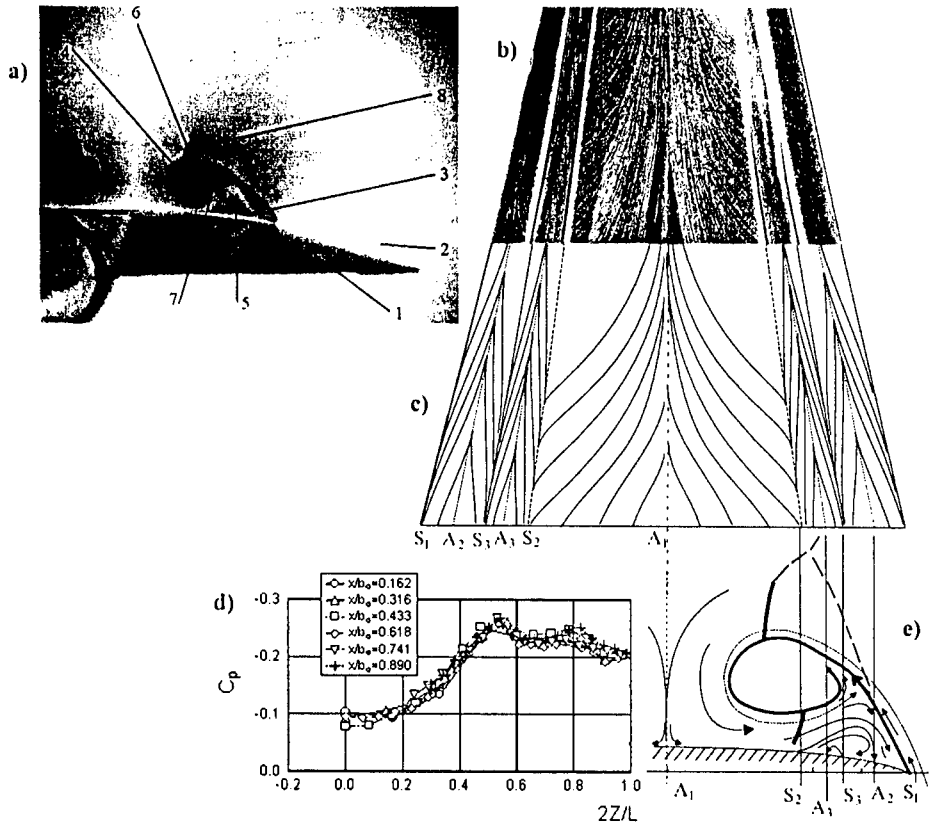 a)
6
4
8
3
2
7
5
1
b)
c)
S₁ A₂ S₃ A₃ S₂ A₁
d)
x/b₀=0.162
x/b₀=0.316
x/b₀=0.433
x/b₀=0.618
x/b₀=0.741
x/b₀=0.890
-0.3
-0.2
-0.1
0.0
Cₚ
-0.2 0.0 0.2 0.4 0.6 0.8 1.0
2Z/L
e)
A₁ S₂ A₃ S₃ A₂ S₁